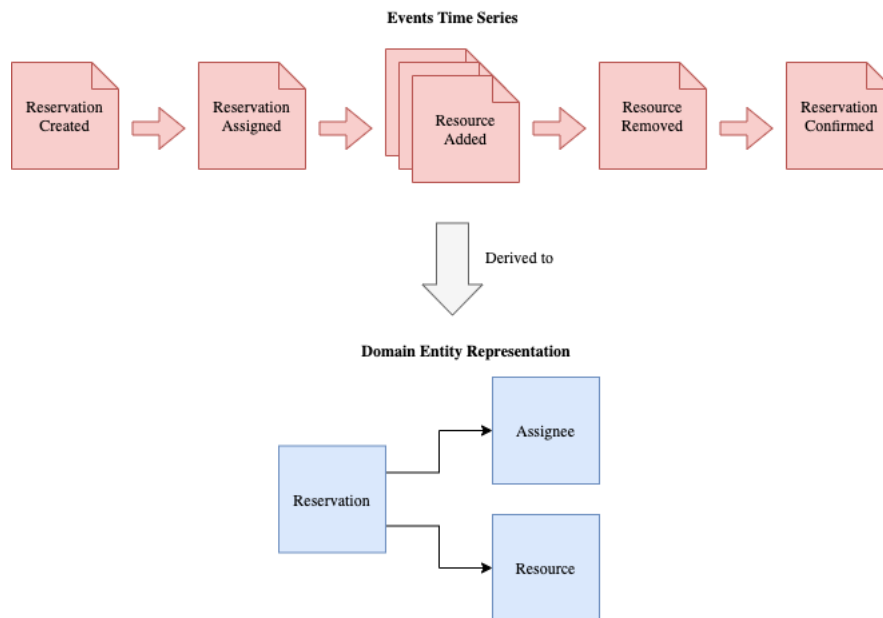 Events Time Series
Reservation
Created
Reservation
Assigned
Resource
Added
Resource
Removed
Reservation
Confirmed
Derived to
Domain Entity Representation
Assignee
Reservation
Resource